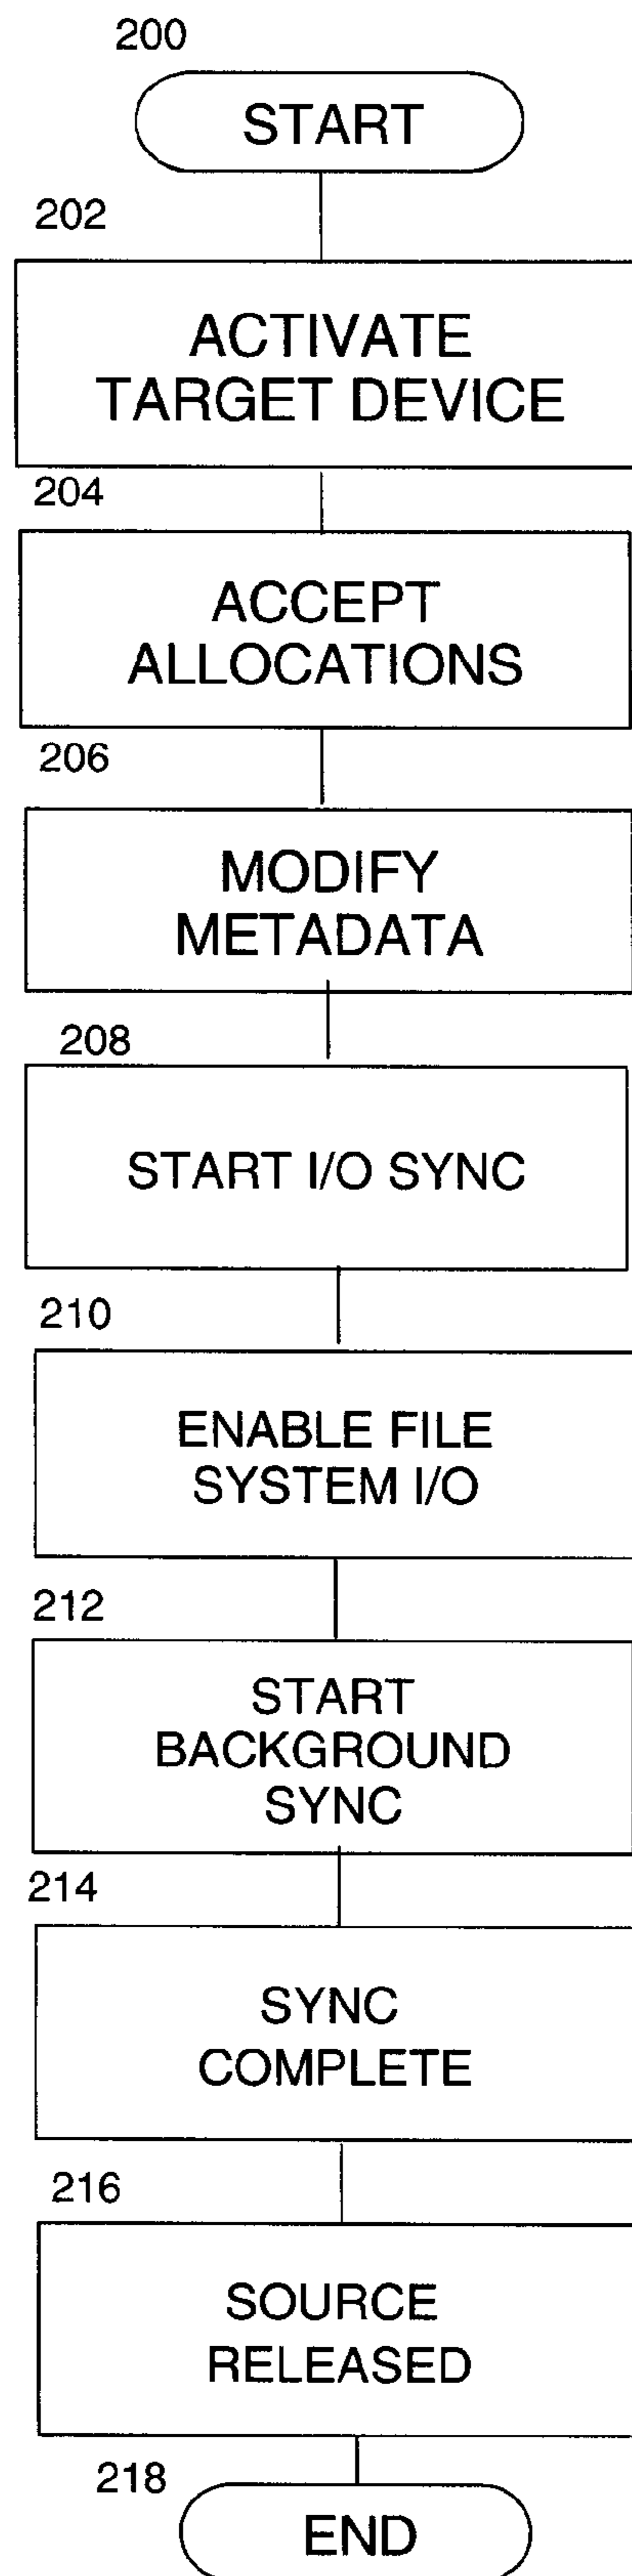 200
START
202
ACTIVATE
TARGET DEVICE
204
ACCEPT
ALLOCATIONS
206
MODIFY
METADATA
208
START I/O SYNC
210
ENABLE FILE
SYSTEM I/O
212
START
BACKGROUND
SYNC
214
SYNC
COMPLETE
216
SOURCE
RELEASED
218
END